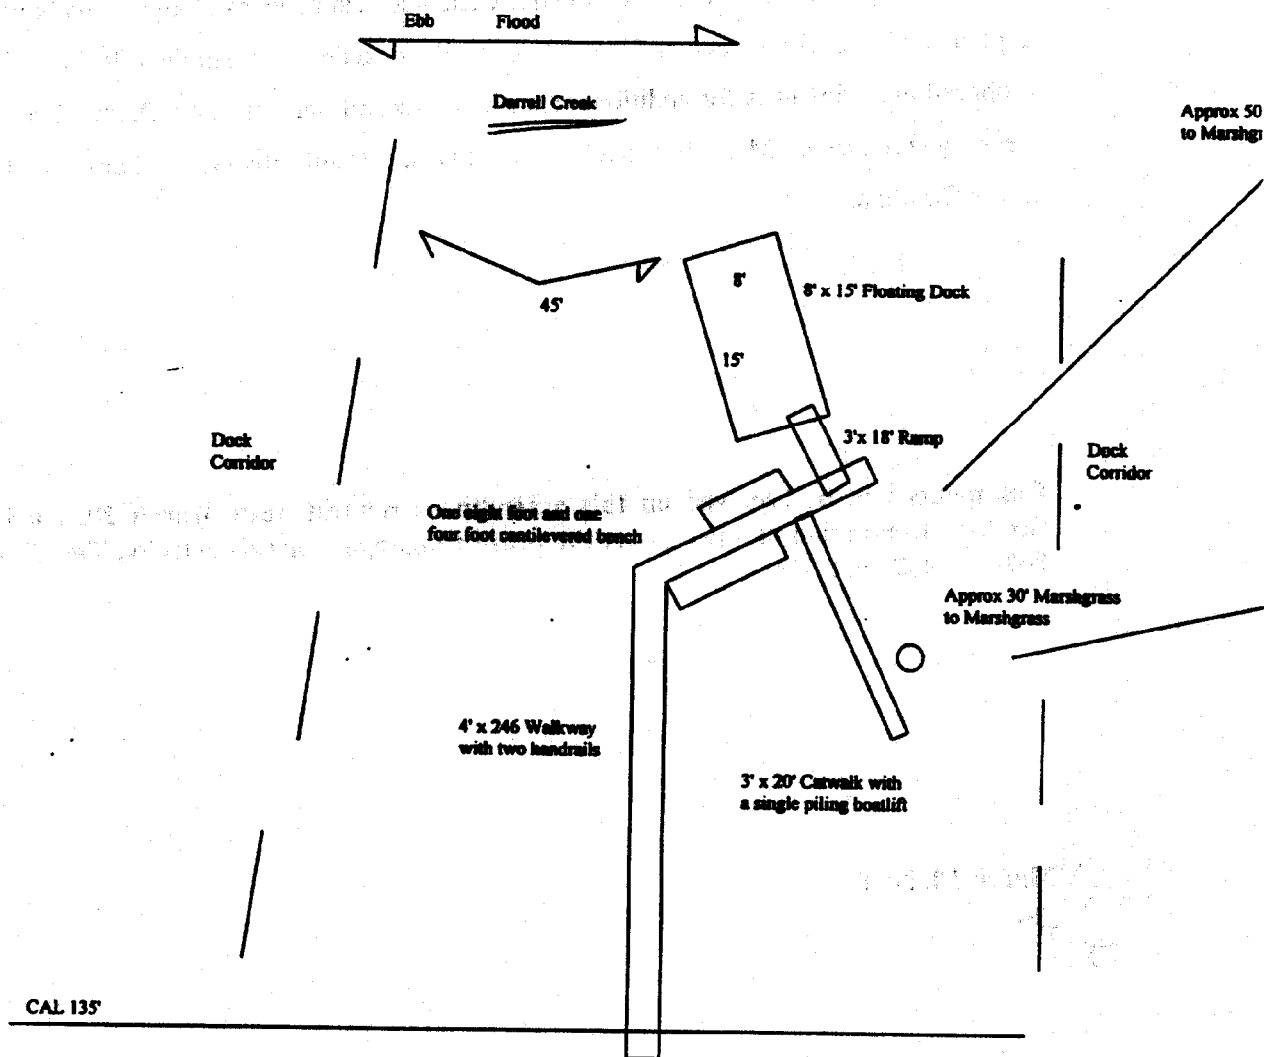 Ebb Flood
Darrell Creek
Approx 50
to Marshgr
45'
8'
8' x 15' Floating Dock
15'
3'x 18' Ramp
Dock
Corridor
Dock
Corridor
One eight foot and one
four foot cantilevered bench
Approx 30' Marshgrass
to Marshgrass
4' x 246 Walkway
with two handrails
3' x 20' Catwalk with
a single piling boatlift
CAL 135'